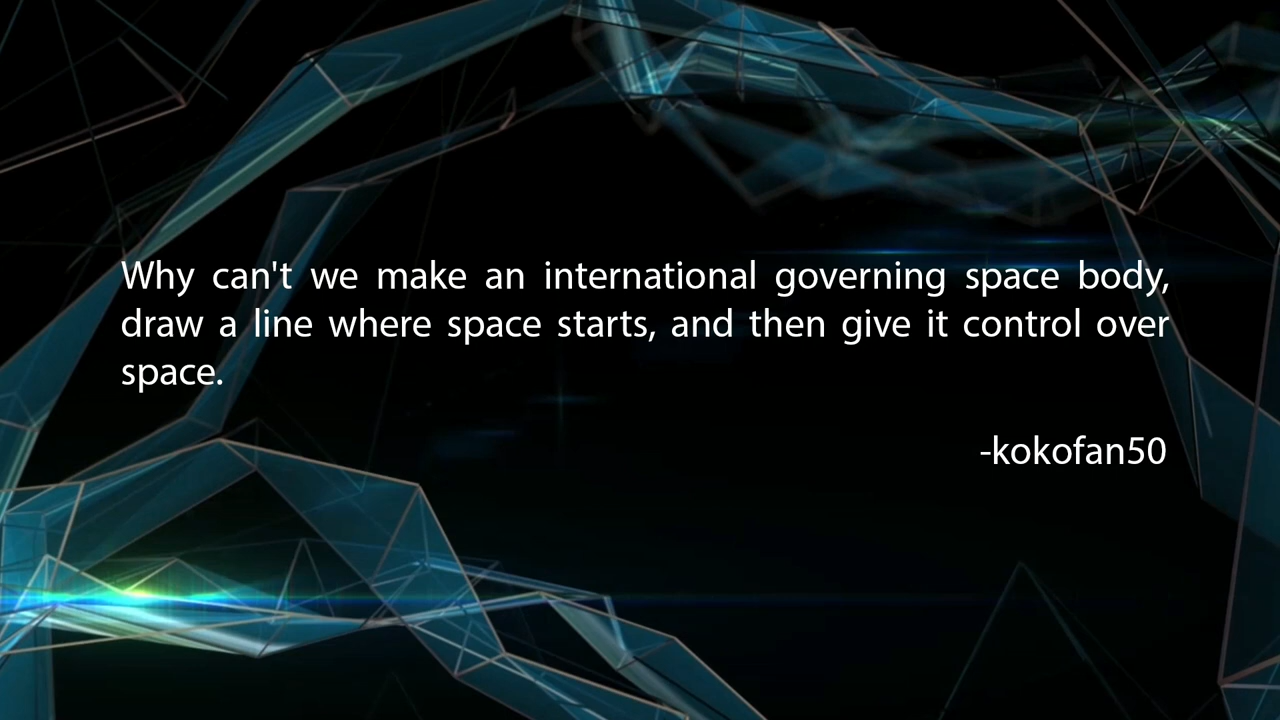 Why can't we make an international governing space body,
draw a line where space starts, and then give it control over
space.
-kokofan50